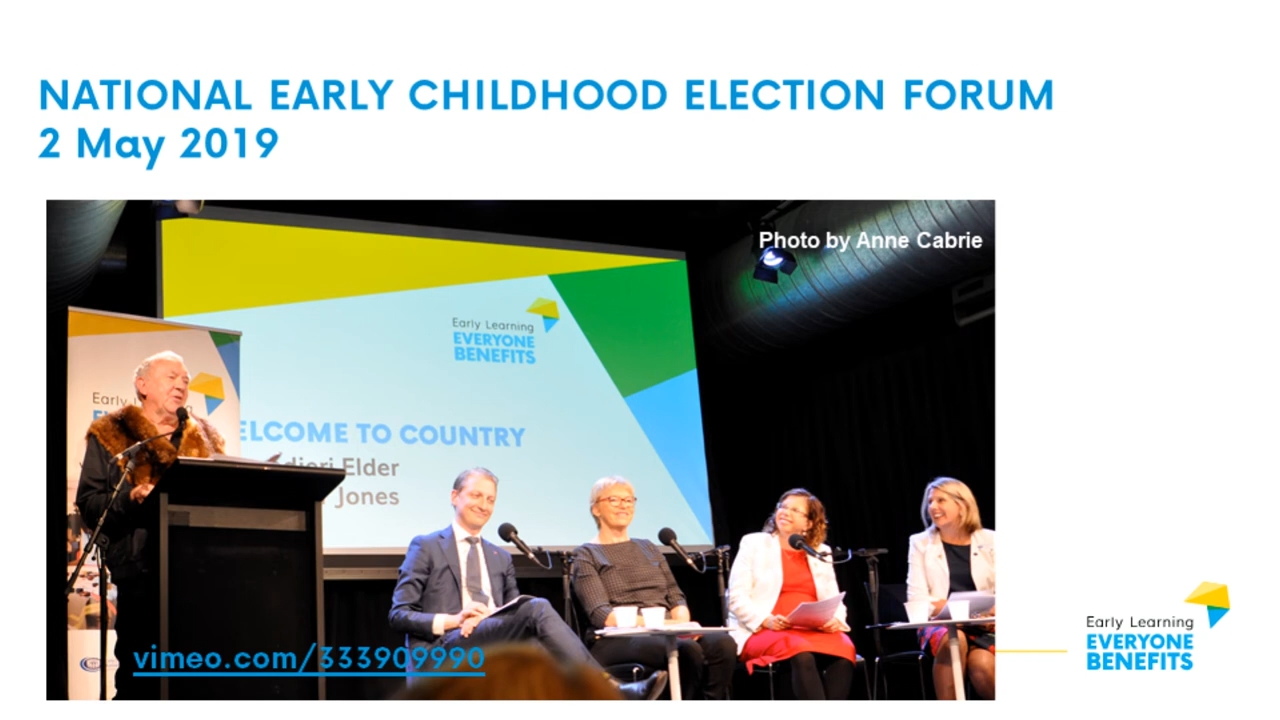 NATIONAL EARLY CHILDHOOD ELECTION FORUM
2 May 2019
Photo by Anne Cabrie
Early Learning
EVERYONE
BENEFITS
Early
ELCOME TO COUNTRY
Elder
Jones
vimeo.com/333909990
Early Learning
EVERYONE
BENEFITS